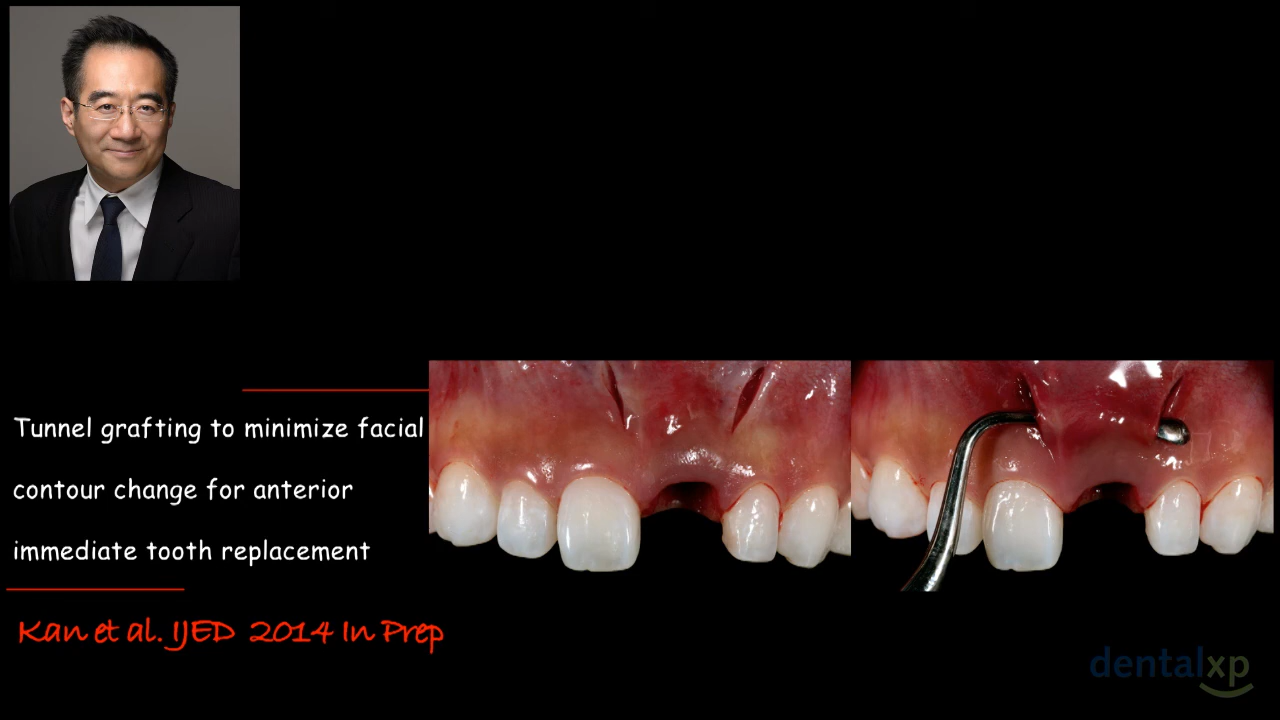 Tunnel grafting to minimize facial
contour change for anterior
immediate tooth replacement
Kan et al. IJED 2014 In Prep
dentalxp